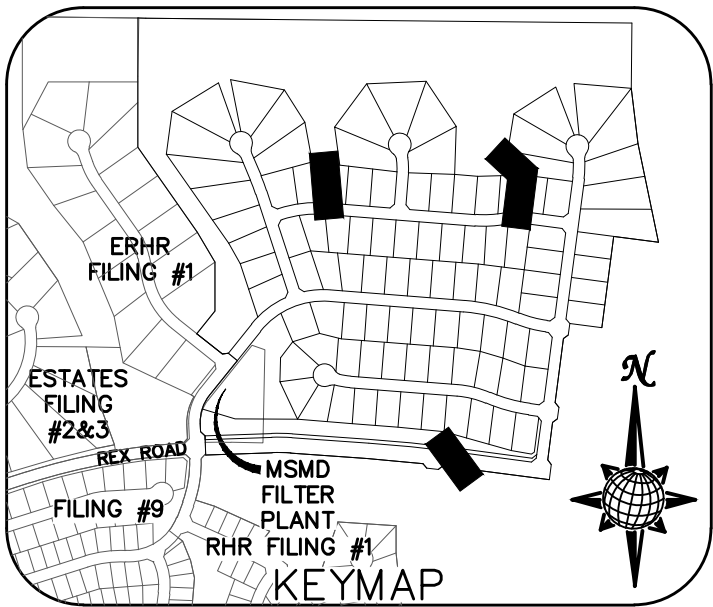 ERHR
FILING #1
N
ESTATES
FILING
#2&3
REX ROAD
MSMD
FILTER
PLANT
FILING #9
RHR FILING #1
KEYMAP